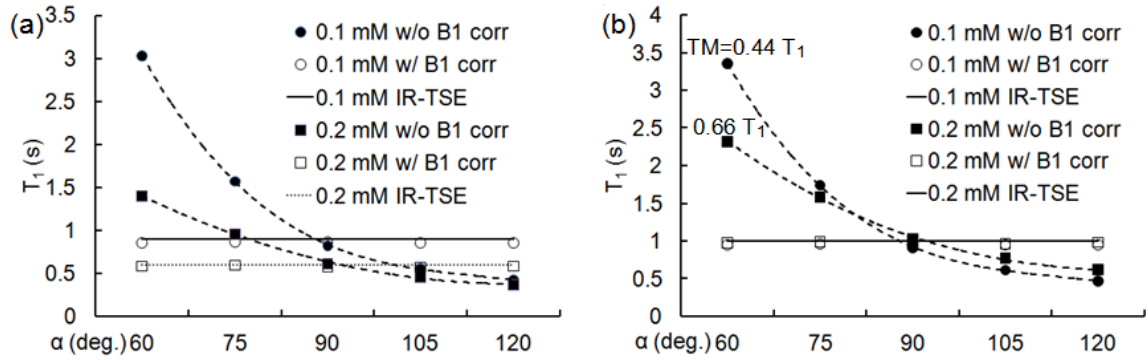 (a)
3.5
3
2.5
2
1.5
1
0.5
0
T₁ (s)
0.1 mM w/o B1 corr
0.1 mM w/ B1 corr
0.1 mM IR-TSE
0.2 mM w/o B1 corr
0.2 mM w/ B1 corr
0.2 mM IR-TSE
α (deg.) 60 75 90 105 120
(b)
4
3.5
3
2.5
2
1.5
1
0.5
0
T₁ (s)
TM=0.44 T₁
0.66 T₁
0.1 mM w/o B1 corr
0.1 mM w/ B1 corr
0.1 mM IR-TSE
0.2 mM w/o B1 corr
0.2 mM w/ B1 corr
0.2 mM IR-TSE
α (deg.) 60 75 90 105 120